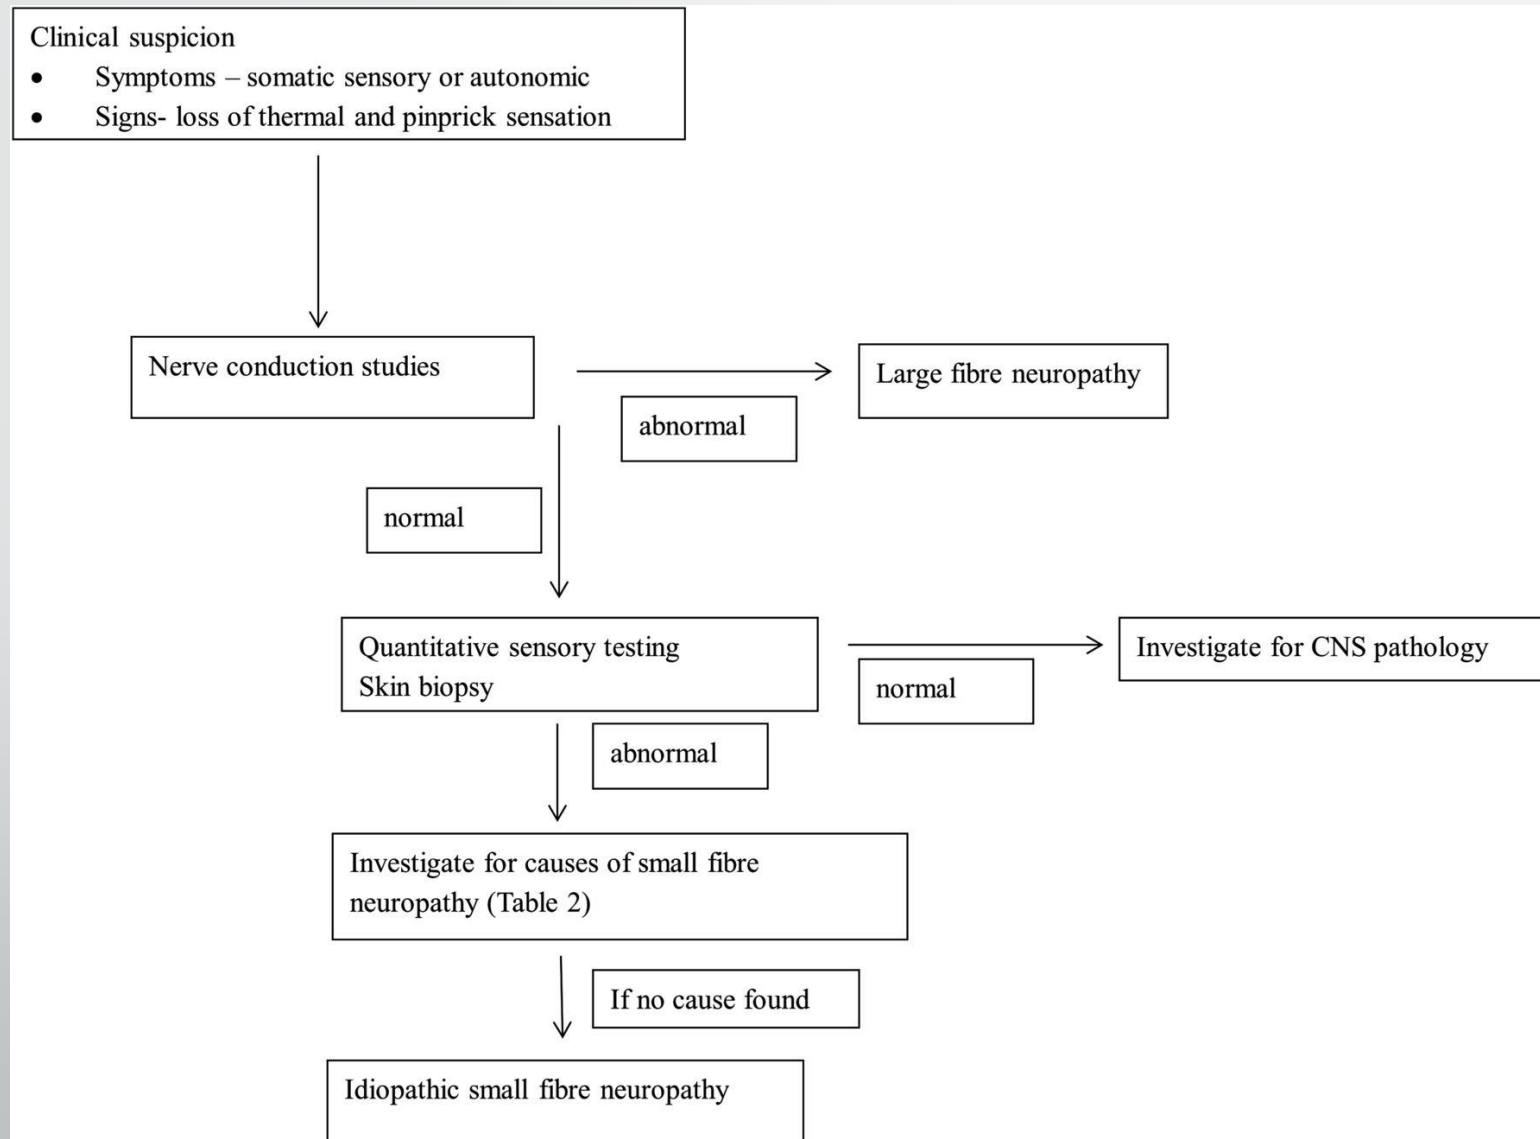 Clinical suspicion
• Symptoms – somatic sensory or autonomic
• Signs- loss of thermal and pinprick sensation
Nerve conduction studies
Large fibre neuropathy
abnormal
normal
Quantitative sensory testing
Skin biopsy
Investigate for CNS pathology
normal
abnormal
Investigate for causes of small fibre
neuropathy (Table 2)
If no cause found
Idiopathic small fibre neuropathy